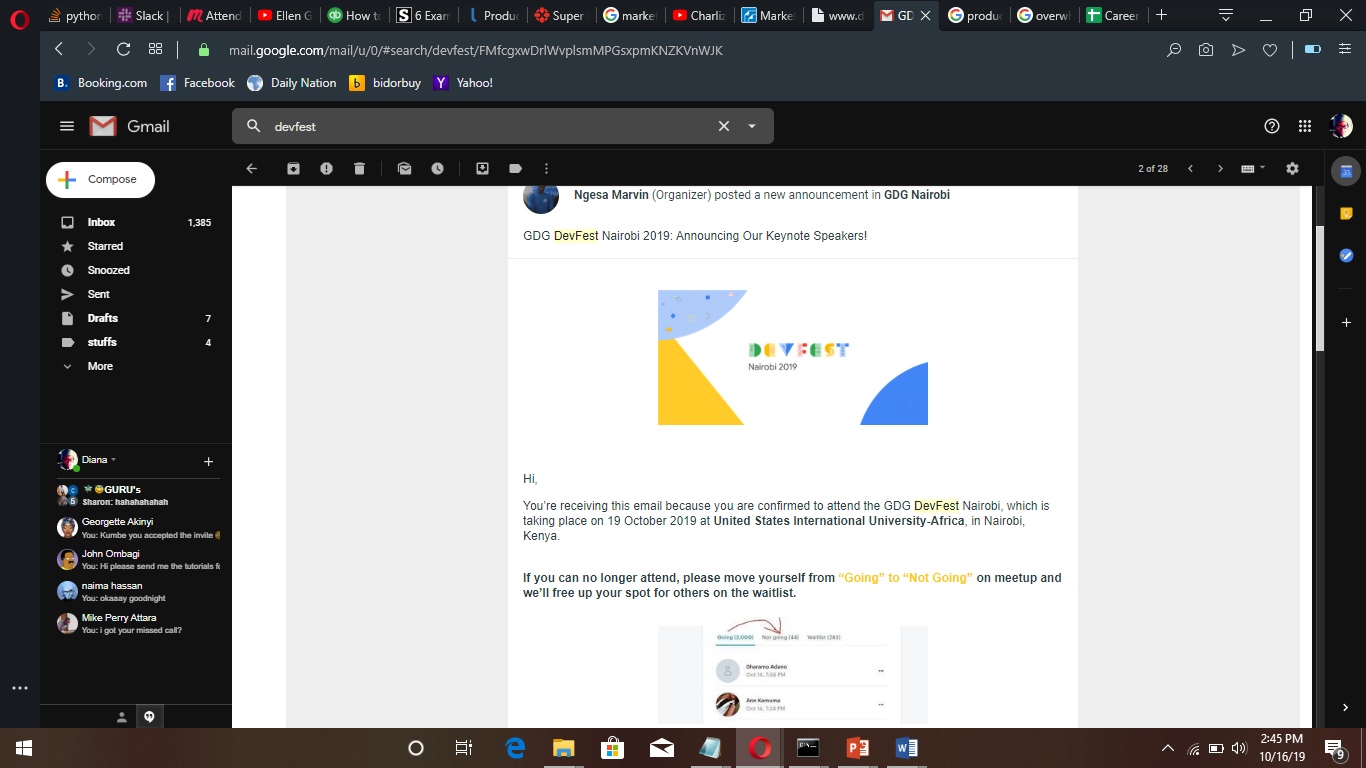 python
Slack |
Attend
Ellen G
How to
6 Exam
Produc
Super
market
Charliz
Market
www.d
GD
produc
overwh
Career
mail.google.com/mail/u/0/#search/devfest/FMfcgxwDrlWvplsmMPGsxpmKNZKVnWJK
Booking.com
Facebook
Daily Nation
bidorbuy
Yahoo!
Gmail
devfest
Compose
2 of 28
Inbox 1,385
Starred
Snoozed
Sent
Drafts 7
stuffs 4
More
Ngesa Marvin (Organizer) posted a new announcement in GDG Nairobi
GDG DevFest Nairobi 2019: Announcing Our Keynote Speakers!
DEVFEST
Nairobi 2019
Hi,
You're receiving this email because you are confirmed to attend the GDG DevFest Nairobi, which is
taking place on 19 October 2019 at United States International University-Africa, in Nairobi,
Kenya.
If you can no longer attend, please move yourself from “Going” to “Not Going” on meetup and
we'll free up your spot for others on the waitlist.
Going (2,000) Not going (44) Waitlist (283)
Sharamo Adano
Oct 14, 7:56 PM
Ann Kemuma
Oct 14, 7:24 PM
Diana
GURU's
Sharon: hahahahahah
Georgette Akinyi
You: Kumbe you accepted the invite
John Ombagi
You: Hi please send me the tutorials fo
naima hassan
You: okaaay goodnight
Mike Perry Attara
You: i got your missed call?
2:45 PM
10/16/19
9